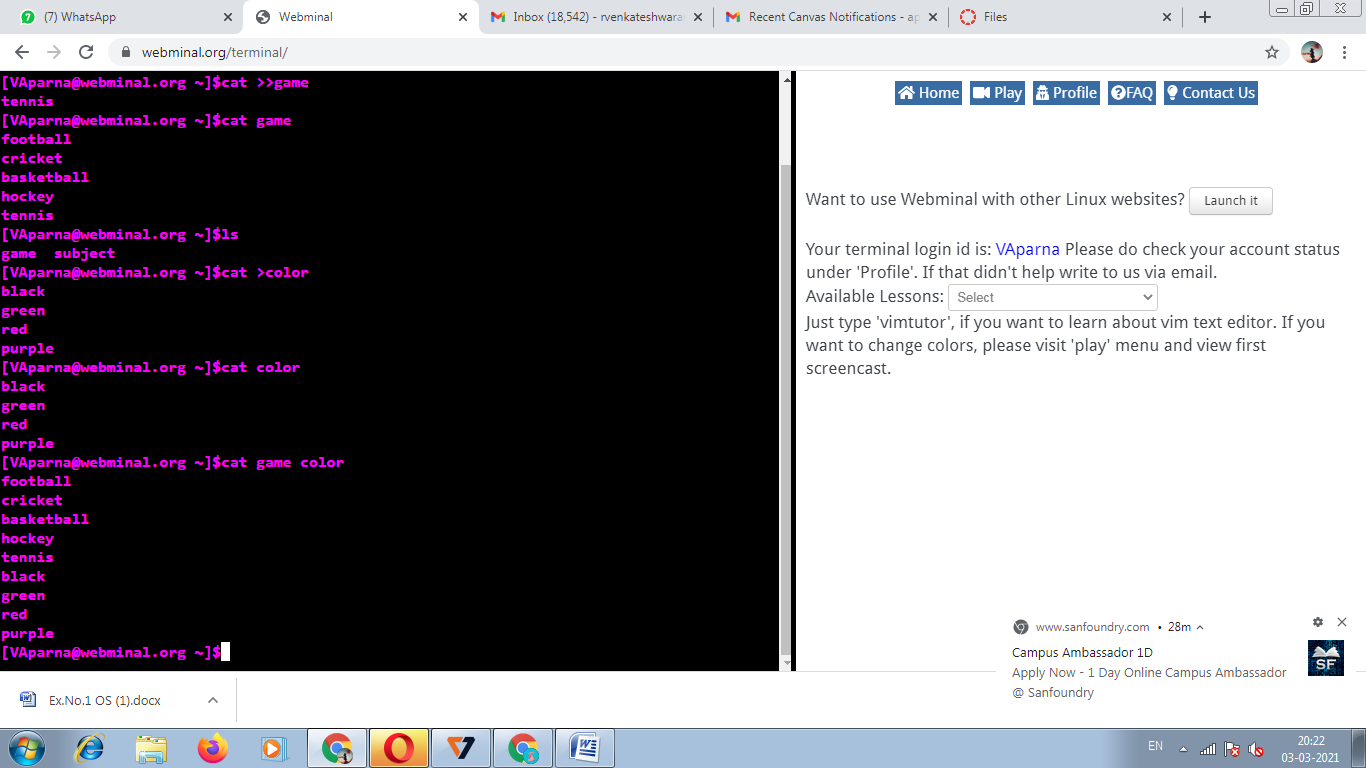 (7) WhatsApp
Webminal
Inbox (18,542) - rvenkateshwara
Recent Canvas Notifications - ap
Files
webminal.org/terminal/
[VAparna@webminal.org ~]$cat >>game
tennis
[VAparna@webminal.org ~]$cat game
football
cricket
basketball
hockey
tennis
[VAparna@webminal.org ~]$ls
game  subject
[VAparna@webminal.org ~]$cat >color
black
green
red
purple
[VAparna@webminal.org ~]$cat color
black
green
red
purple
[VAparna@webminal.org ~]$cat game color
football
cricket
basketball
hockey
tennis
black
green
red
purple
[VAparna@webminal.org ~]$
Home Play Profile FAQ Contact Us
Want to use Webminal with other Linux websites? Launch it
Your terminal login id is: VAparna Please do check your account status
under 'Profile'. If that didn't help write to us via email.
Available Lessons: Select
Just type 'vimtutor', if you want to learn about vim text editor. If you
want to change colors, please visit 'play' menu and view first
screencast.
www.sanfoundry.com • 28m
Campus Ambassador 1D
Apply Now - 1 Day Online Campus Ambassador
@ Sanfoundry
SF
Ex.No.1 OS (1).docx
EN
20:22
03-03-2021